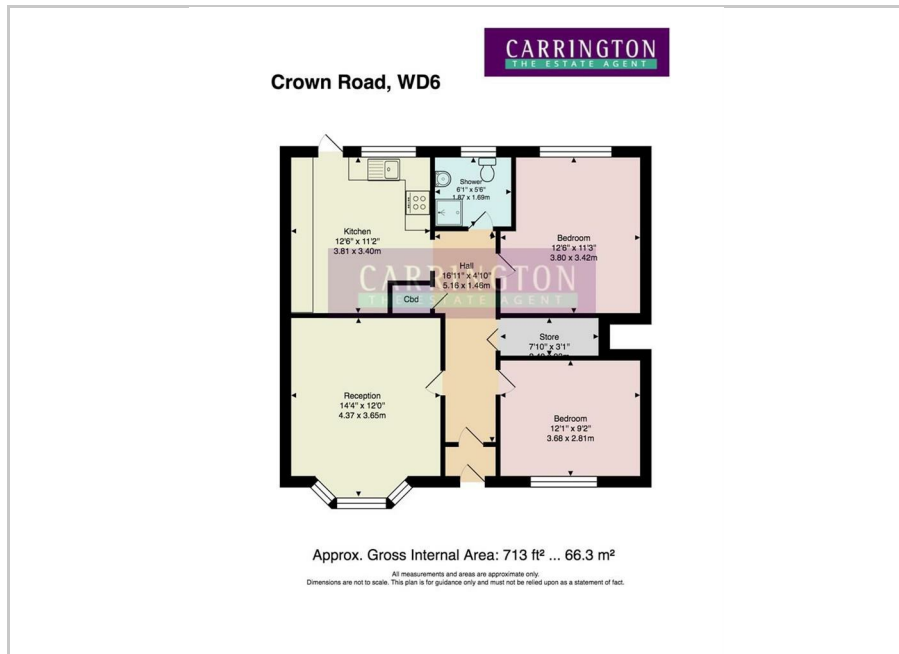 CARRINGTON
THE ESTATE AGENT
Crown Road, WD6
Shower
6'1" x 5'6"
1.87 x 1.69m
Kitchen
12'6" x 11'2"
3.81 x 3.40m
Bedroom
12'6" x 11'3"
3.80 x 3.42m
Hall
16'11" x 4'10"
5.16 x 1.46m
CARRINGTON
THE ESTATE AGENT
Cbd
Store
7'10" x 3'1"
Reception
14'4" x 12'0"
4.37 x 3.65m
Bedroom
12'1" x 9'2"
3.68 x 2.81m
Approx. Gross Internal Area: 713 ft² ... 66.3 m²
All measurements and areas are approximate only.
Dimensions are not to scale. This plan is for guidance only and must not be relied upon as a statement of fact.